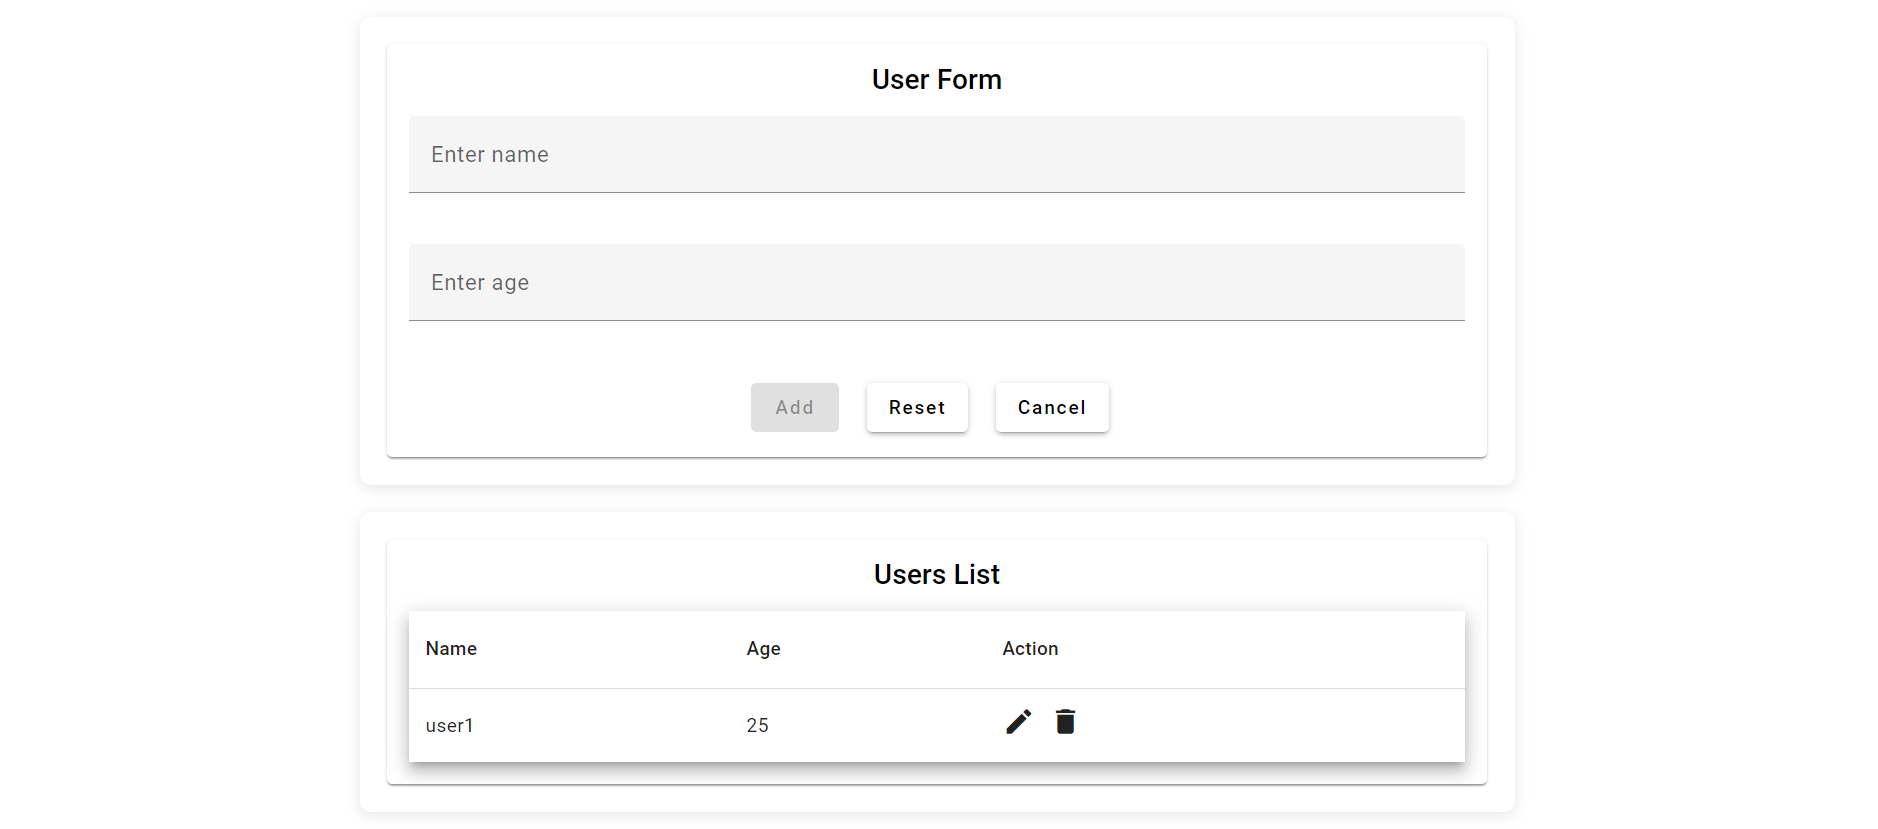 User Form
Enter name
Enter age
Add Reset Cancel
Users List
Name Age Action
user1 25